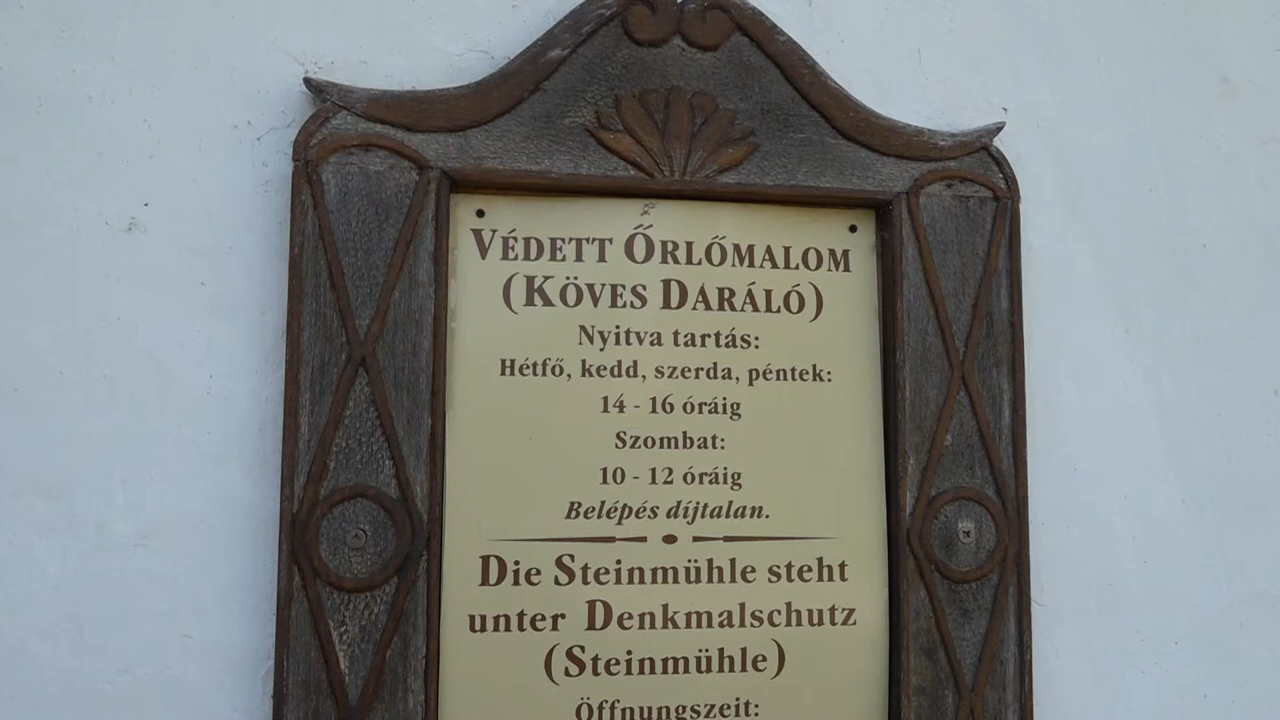 VÉDETT ŐRLŐMALOM
(KÖVES DARÁLÓ)
Nyitva tartás:
Hétfő, kedd, szerda, péntek:
14 - 16 óráig
Szombat:
10 - 12 óráig
Belépés díjtalan.
Die Steinmühle steht
unter Denkmalschutz
(Steinmühle)
Öffnungszeit: